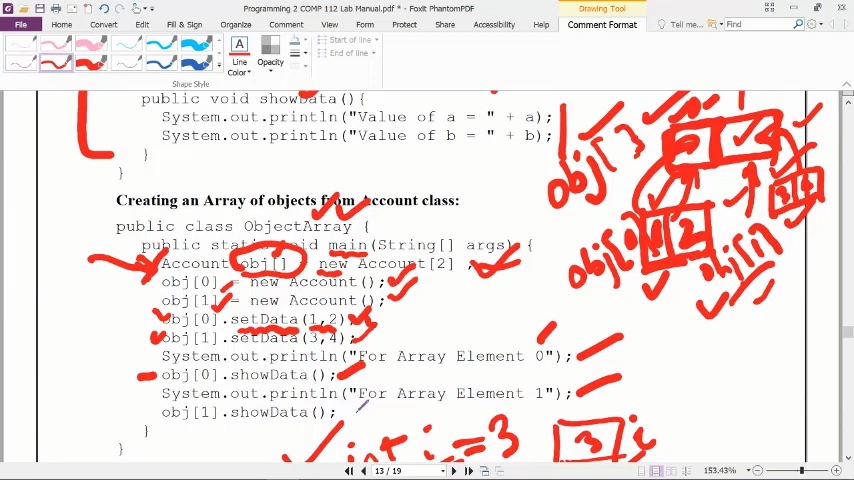 Programming 2 COMP 112 Lab Manual.pdf * - Foxit PhantomPDF
Drawing Tool
File Home Edit Fill & Sign Organize Convert Comment View Form Protect Share Accessibility Help Comment Format
Tell me... Find
Line Color
Opacity
Start of line
End of line
Shape Style
public void showData(){
System.out.println("Value of a = " + a);
System.out.println("Value of b = " + b);
}
}
Creating an Array of objects from Account class:
public class ObjectArray {
public static void main(String[] args) {
Account obj[] = new Account[2] ;
obj[0] = new Account();
obj[1] = new Account();
obj[0].setData(1,2);
obj[1].setData(3,4);
System.out.println("For Array Element 0");
obj[0].showData();
System.out.println("For Array Element 1");
obj[1].showData();
}
}
obj[]
obj[0] 1 2
obj[1]
int i = 3
3 i
13 / 19
153.43%